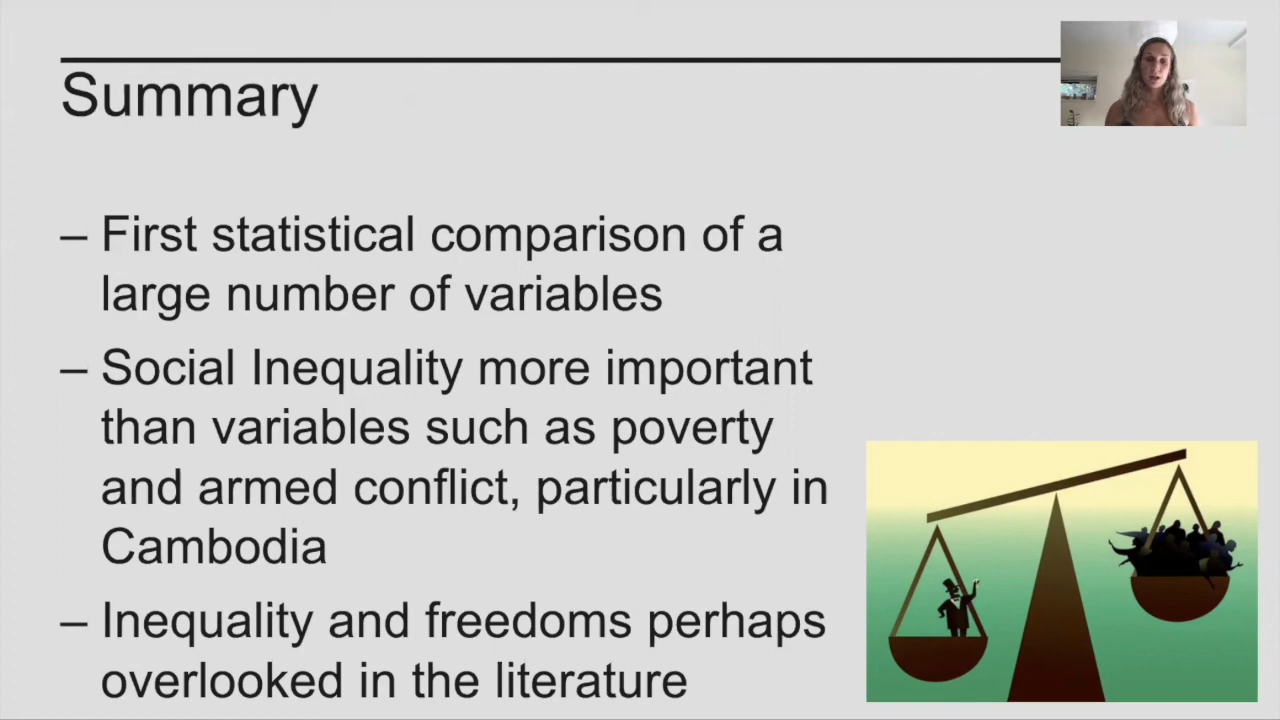 Summary
– First statistical comparison of a
large number of variables
– Social Inequality more important
than variables such as poverty
and armed conflict, particularly in
Cambodia
– Inequality and freedoms perhaps
overlooked in the literature